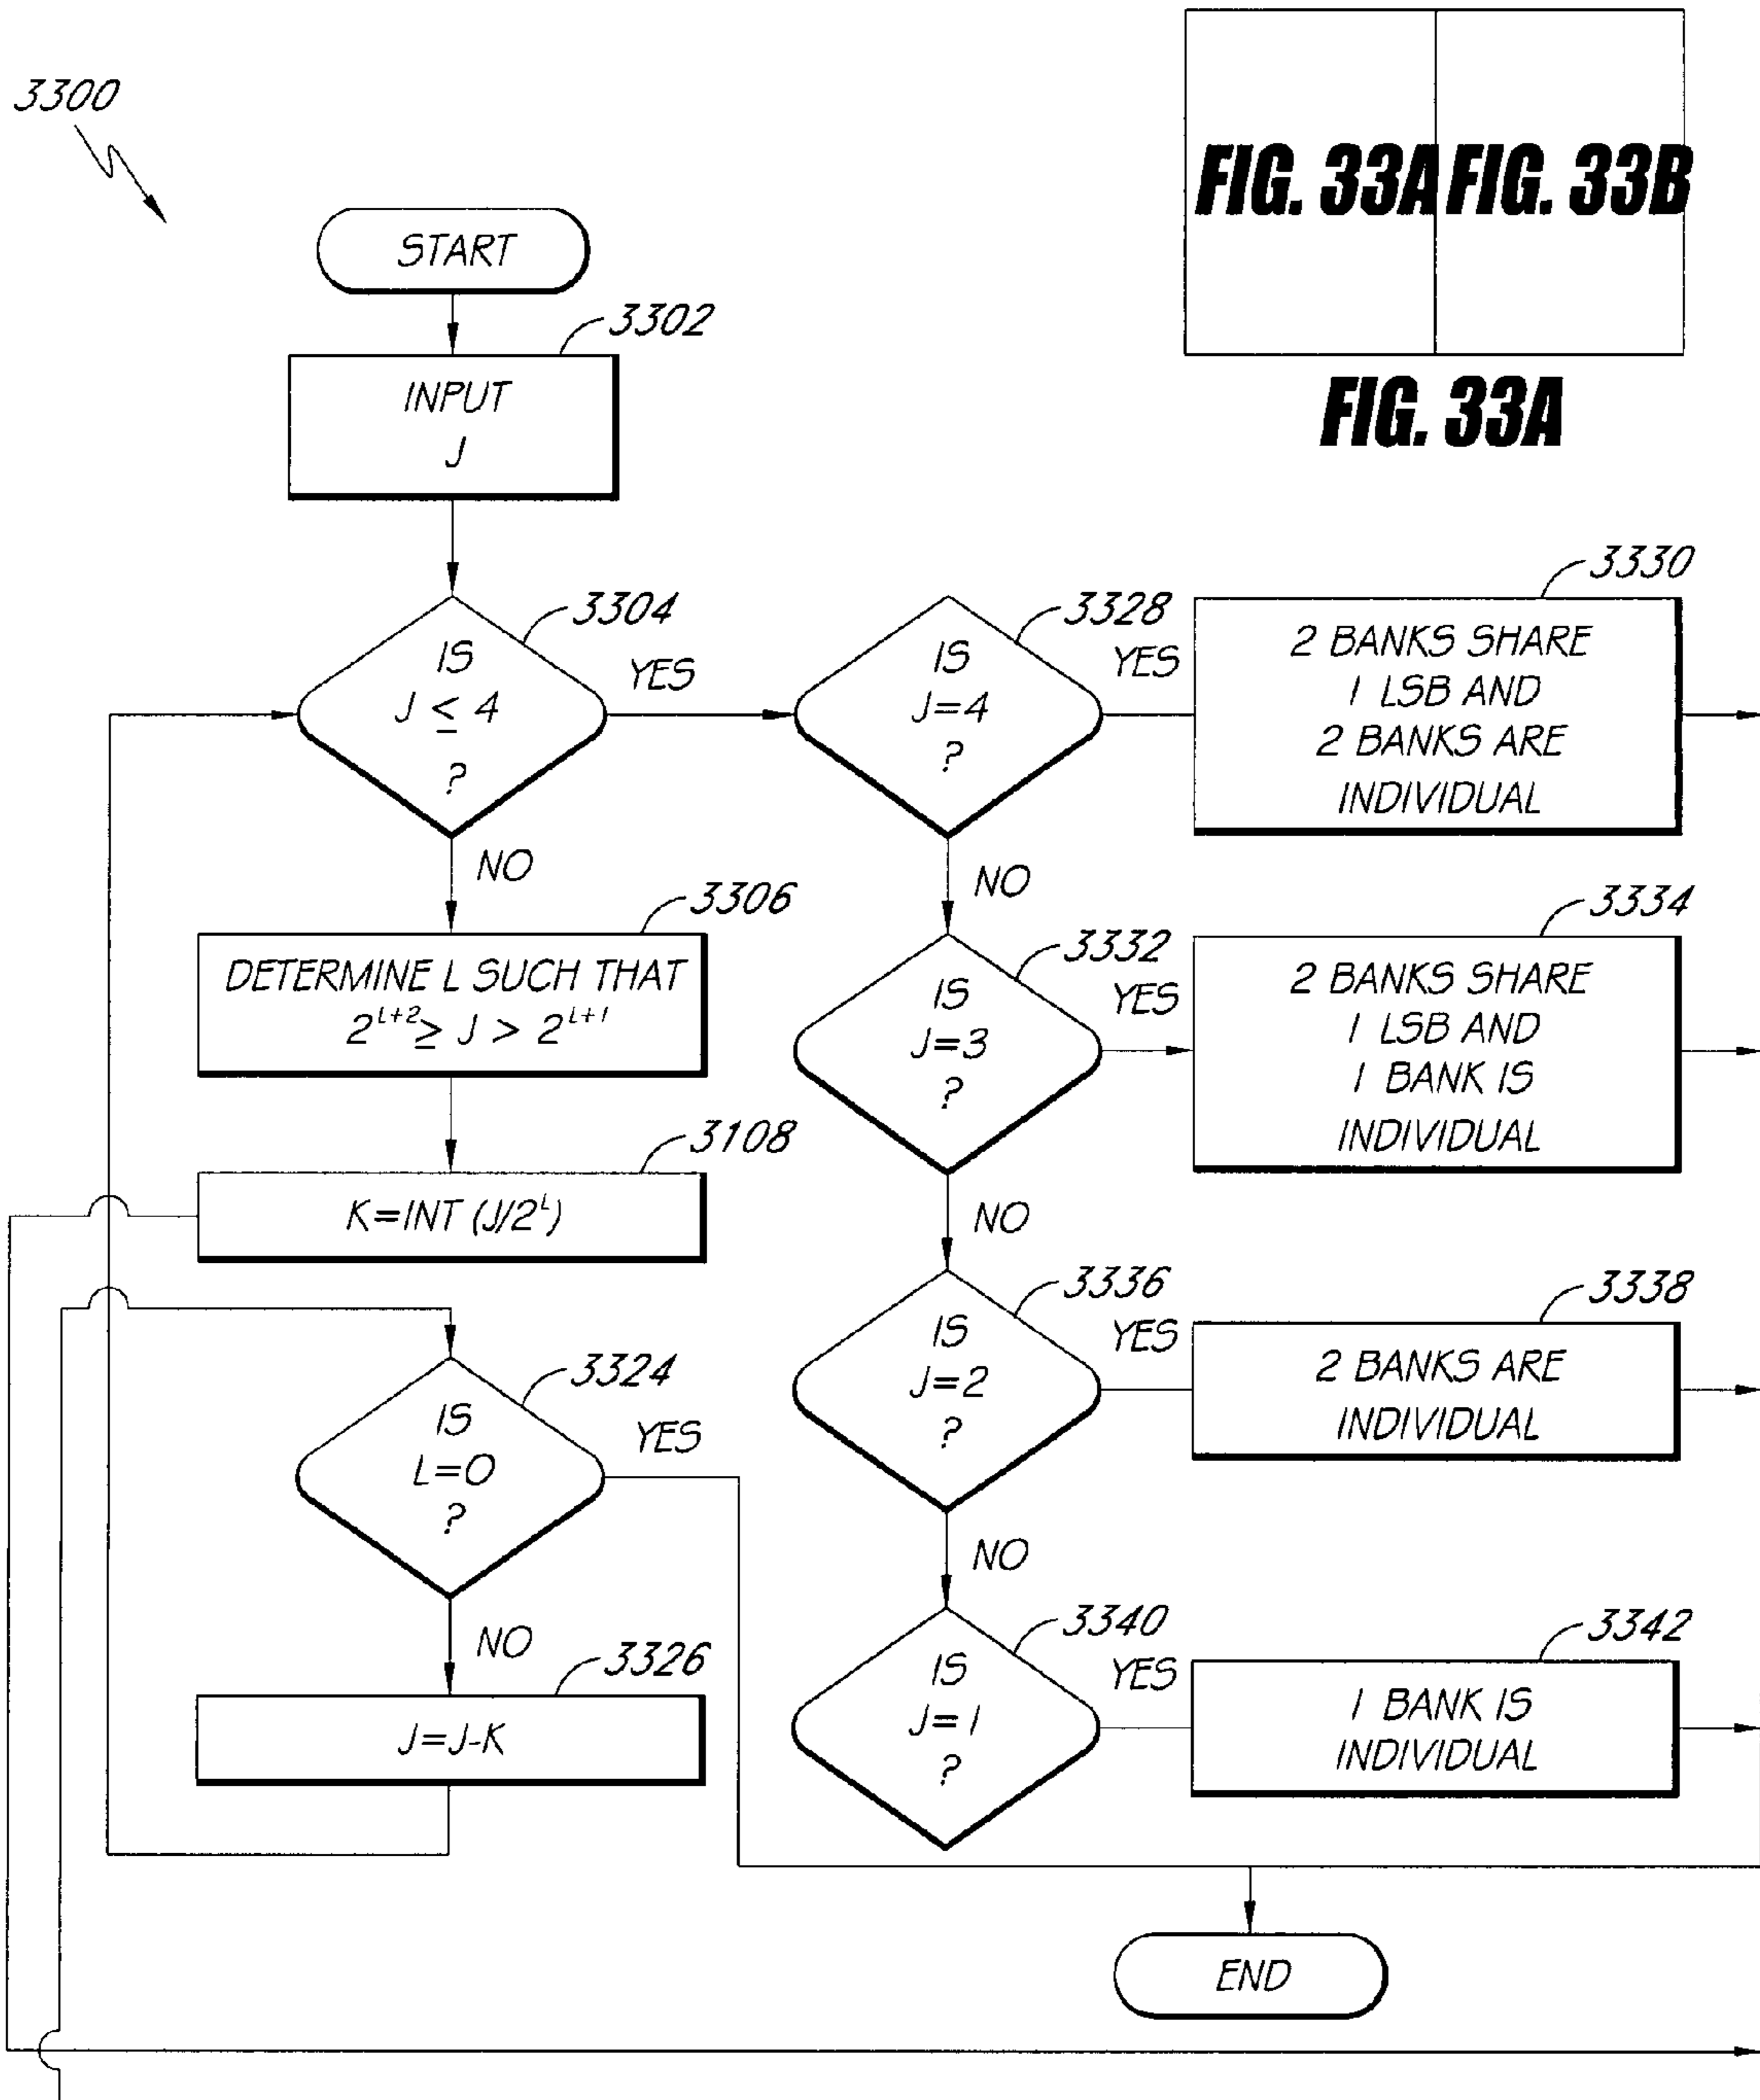 3300
FIG. 33A FIG. 33B
FIG. 33A
START
3302
INPUT
J
3304
IS
J ≤ 4
?
YES
NO
3306
DETERMINE L SUCH THAT
2^{L+2} ≥ J > 2^{L+1}
3108
K=INT (J/2^L)
3324
IS
L=0
?
YES
NO
3326
J=J-K
3328
IS
J=4
?
YES
NO
3330
2 BANKS SHARE
1 LSB AND
2 BANKS ARE
INDIVIDUAL
3332
IS
J=3
?
YES
NO
3334
2 BANKS SHARE
1 LSB AND
1 BANK IS
INDIVIDUAL
3336
IS
J=2
?
YES
NO
3338
2 BANKS ARE
INDIVIDUAL
3340
IS
J=1
?
YES
3342
1 BANK IS
INDIVIDUAL
END